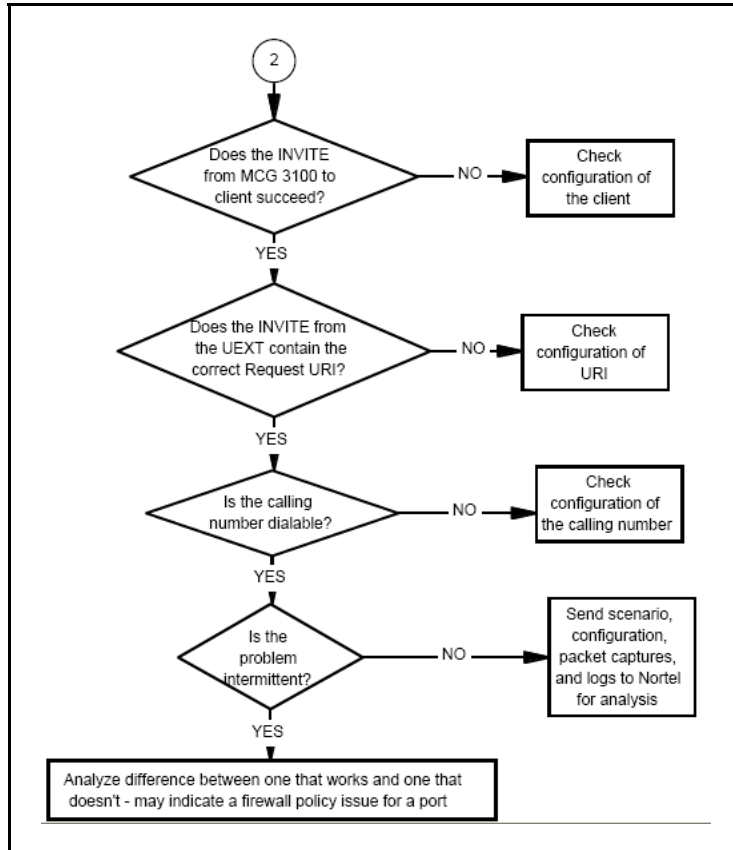 2
Does the INVITE
from MCG 3100 to
client succeed?
NO
Check
configuration of
the client
YES
Does the INVITE from
the UEXT contain the
correct Request URI?
NO
Check
configuration of
URI
YES
Is the calling
number dialable?
NO
Check
configuration of
the calling number
YES
Is the
problem
intermittent?
NO
Send scenario,
configuration,
packet captures,
and logs to Nortel
for analysis
YES
Analyze difference between one that works and one that
doesn't - may indicate a firewall policy issue for a port